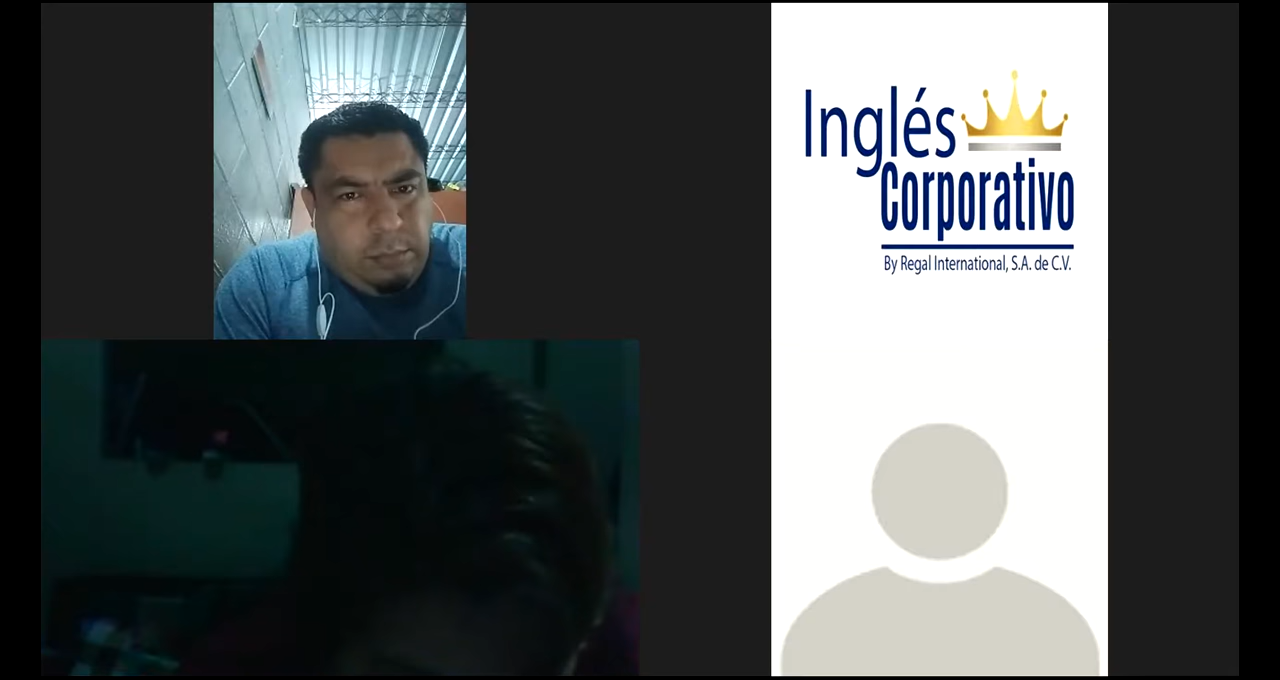 Inglés
Corporativo
By Regal International, S.A. de C.V.